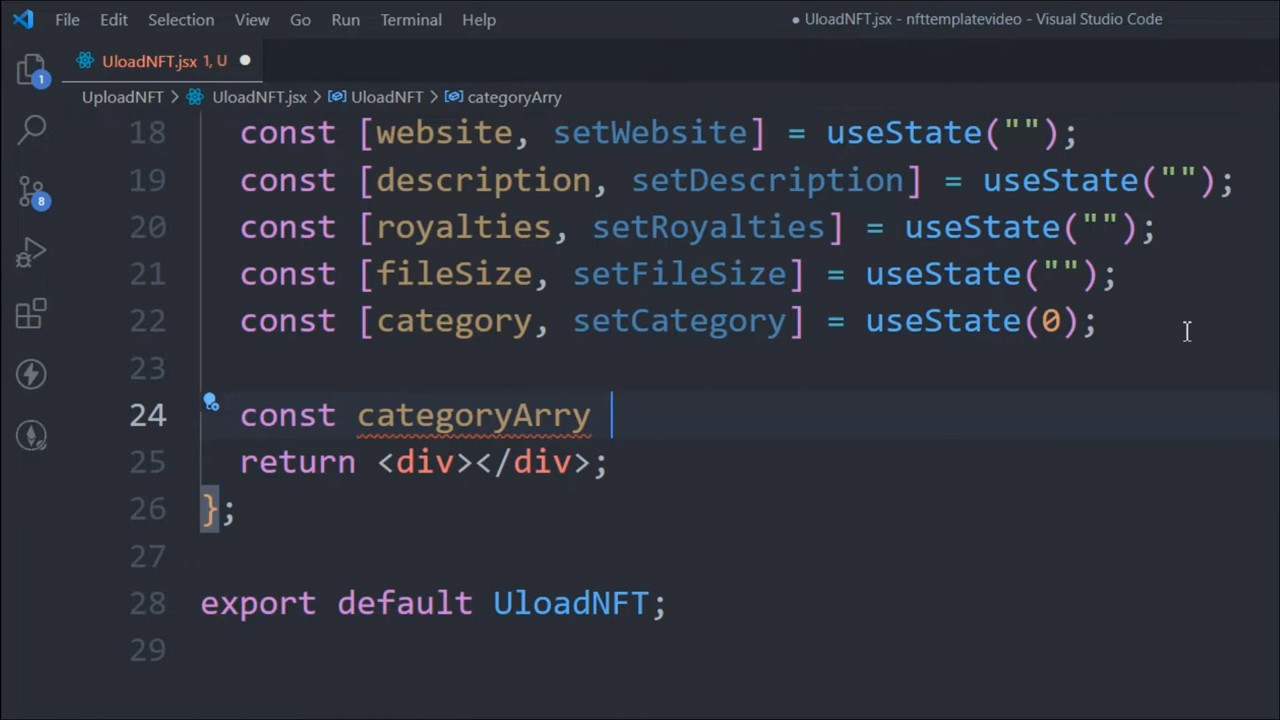 File Edit Selection View Go Run Terminal Help ● UloadNFT.jsx - nfttemplatevideo - Visual Studio Code
UloadNFT.jsx 1, U
UploadNFT > UloadNFT.jsx > UloadNFT > categoryArry
1
8
18 const [website, setWebsite] = useState("");
19 const [description, setDescription] = useState("");
20 const [royalties, setRoyalties] = useState("");
21 const [fileSize, setFileSize] = useState("");
22 const [category, setCategory] = useState(0);
23
24 const categoryArry
25 return <div></div>;
26 };
27
28 export default UloadNFT;
29